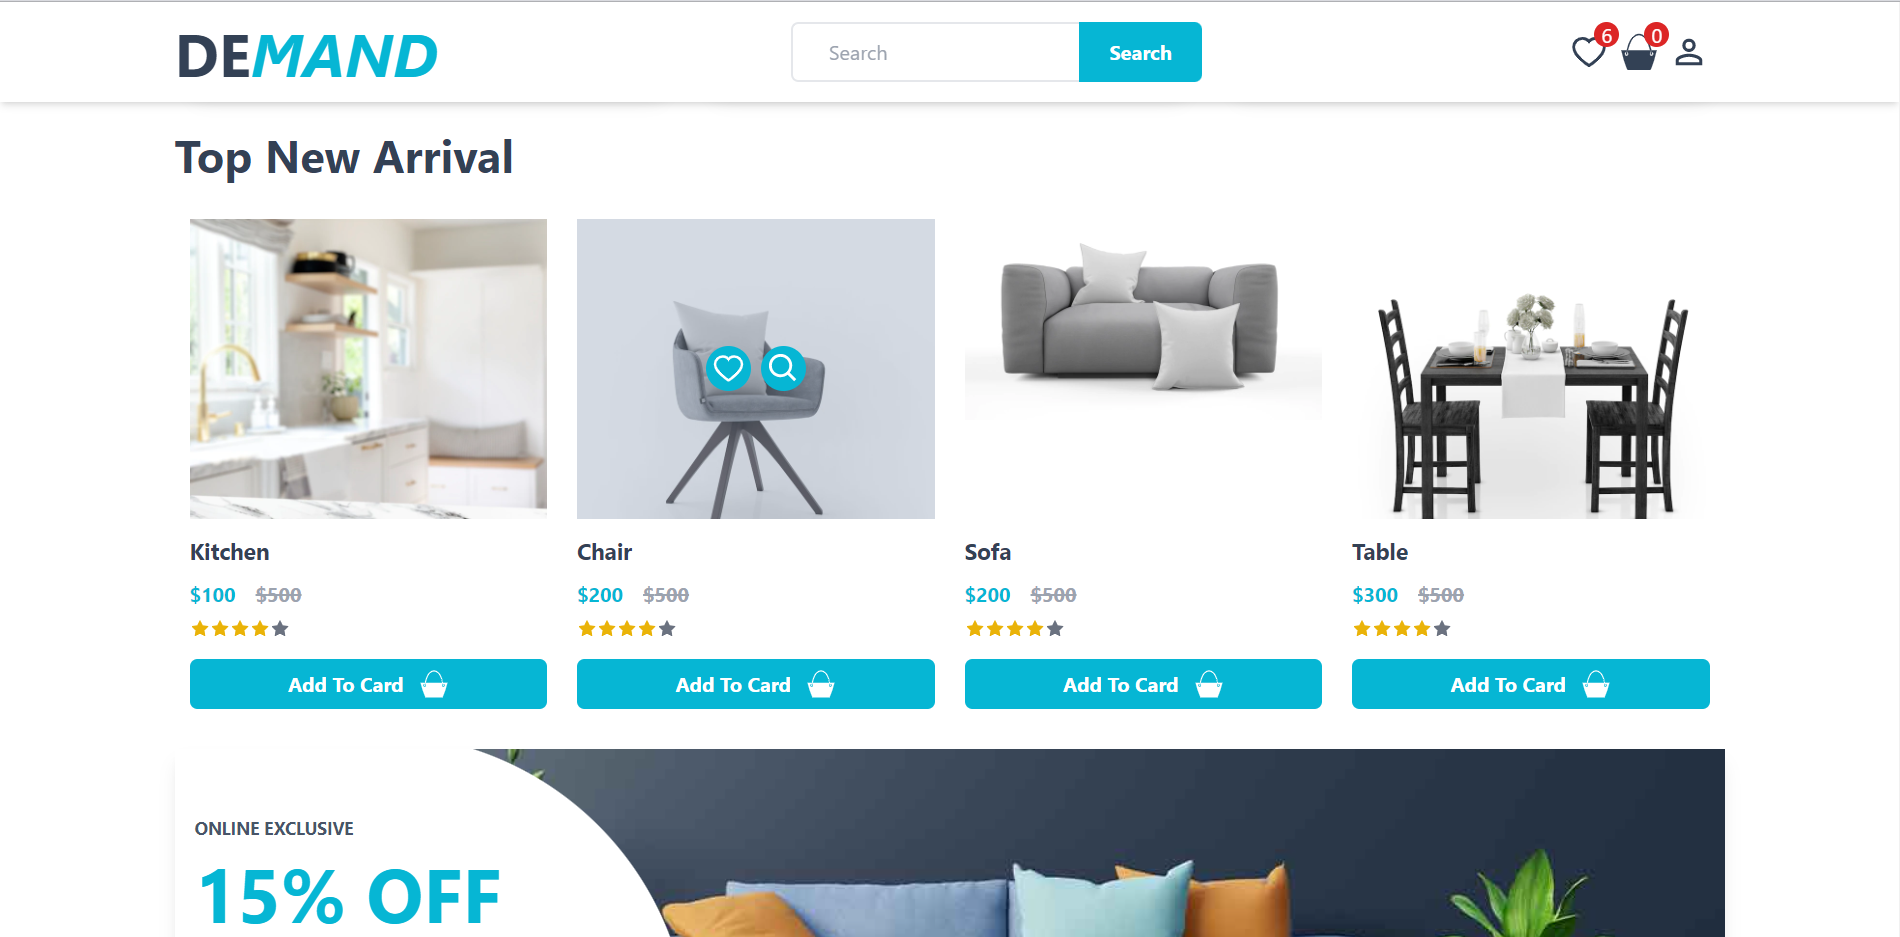 DEMAND
Search Search
6 0
Top New Arrival
Kitchen
$100 $500
Add To Card
Chair
$200 $500
Add To Card
Sofa
$200 $500
Add To Card
Table
$300 $500
Add To Card
ONLINE EXCLUSIVE
15% OFF